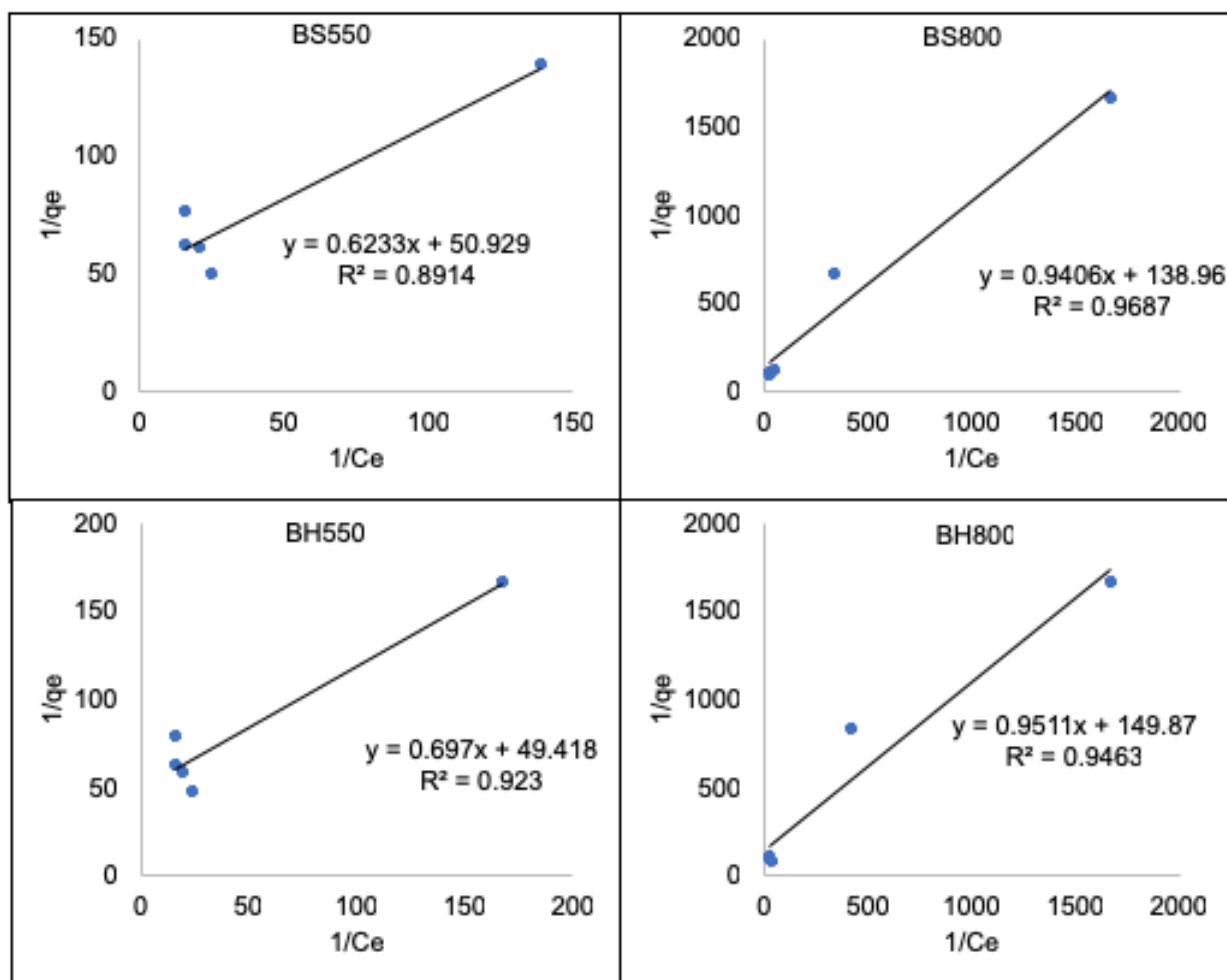 BS550
150
100
50
0
1/qe
y = 0.6233x + 50.929
R² = 0.8914
0 50 100 150
1/Ce
BS800
2000
1500
1000
500
0
1/qe
y = 0.9406x + 138.96
R² = 0.9687
0 500 1000 1500 2000
1/Ce
BH550
200
150
100
50
0
1/qe
y = 0.697x + 49.418
R² = 0.923
0 50 100 150 200
1/Ce
BH800
2000
1500
1000
500
0
1/qe
y = 0.9511x + 149.87
R² = 0.9463
0 500 1000 1500 2000
1/Ce